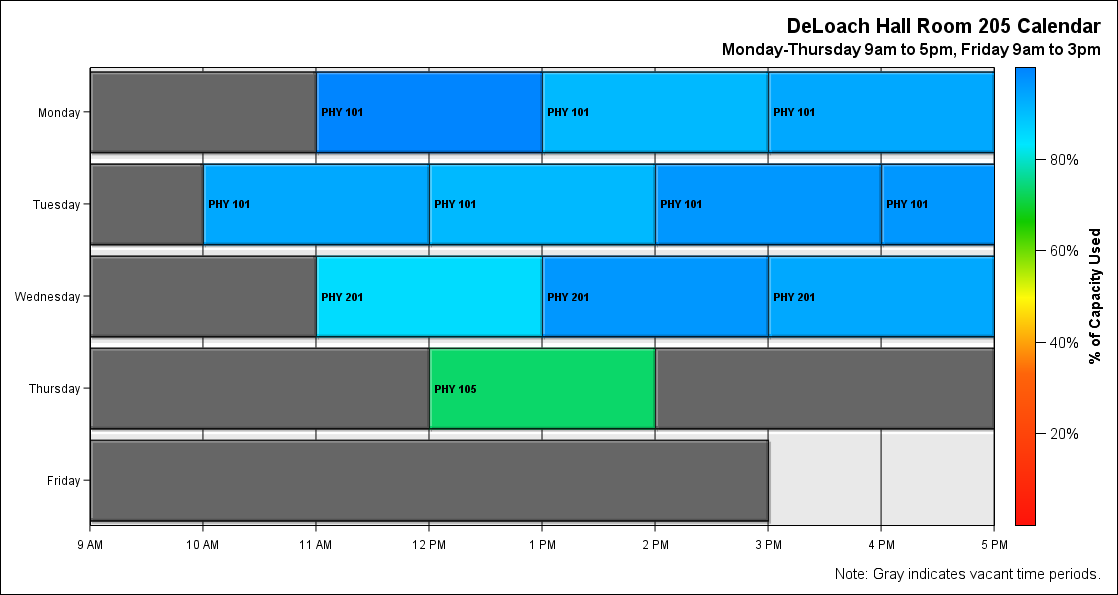 DeLoach Hall Room 205 Calendar
Monday-Thursday 9am to 5pm, Friday 9am to 3pm
Monday
PHY 101
PHY 101
PHY 101
Tuesday
PHY 101
PHY 101
PHY 101
PHY 101
Wednesday
PHY 201
PHY 201
PHY 201
Thursday
PHY 105
Friday
9 AM
10 AM
11 AM
12 PM
1 PM
2 PM
3 PM
4 PM
5 PM
80%
60%
40%
20%
% of Capacity Used
Note: Gray indicates vacant time periods.